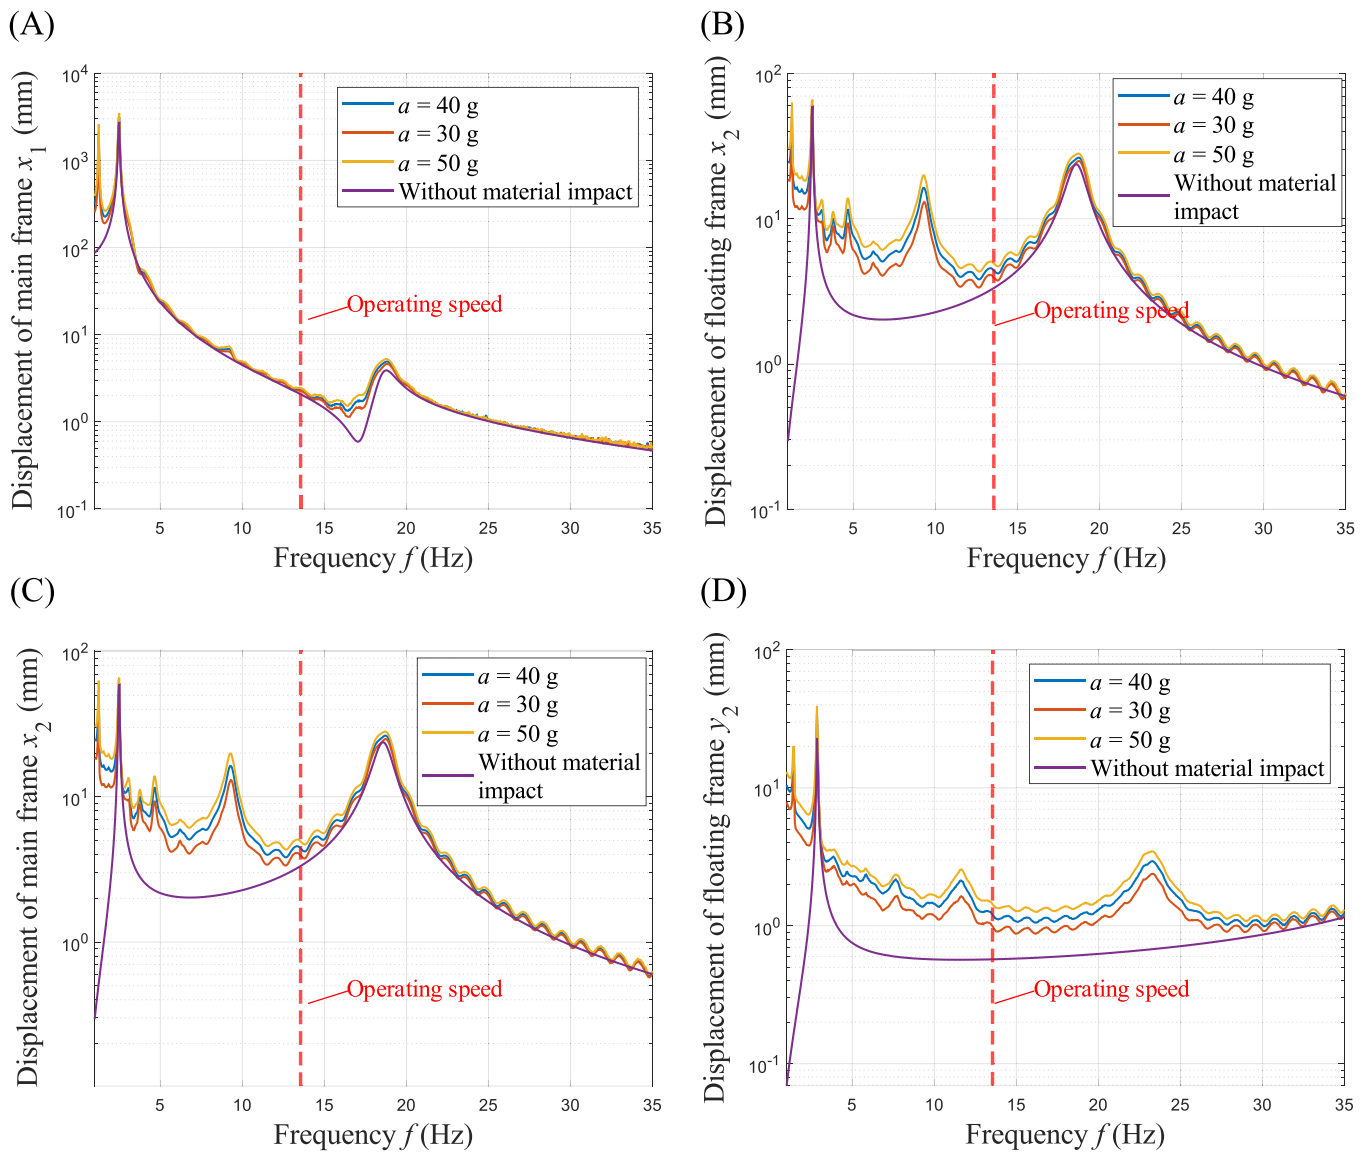 (A)
Displacement of main frame x1 (mm)
10^4
10^3
10^2
10^1
10^0
10^-1
a = 40 g
a = 30 g
a = 50 g
Without material impact
Operating speed
5 10 15 20 25 30 35
Frequency f (Hz)
(B)
Displacement of floating frame x2 (mm)
10^2
10^1
10^0
10^-1
a = 40 g
a = 30 g
a = 50 g
Without material
impact
Operating speed
5 10 15 20 25 30 35
Frequency f (Hz)
(C)
Displacement of main frame x2 (mm)
10^2
10^1
10^0
a = 40 g
a = 30 g
a = 50 g
Without material
impact
Operating speed
5 10 15 20 25 30 35
Frequency f (Hz)
(D)
Displacement of floating frame y2 (mm)
10^2
10^1
10^0
10^-1
a = 40 g
a = 30 g
a = 50 g
Without material impact
Operating speed
5 10 15 20 25 30 35
Frequency f (Hz)